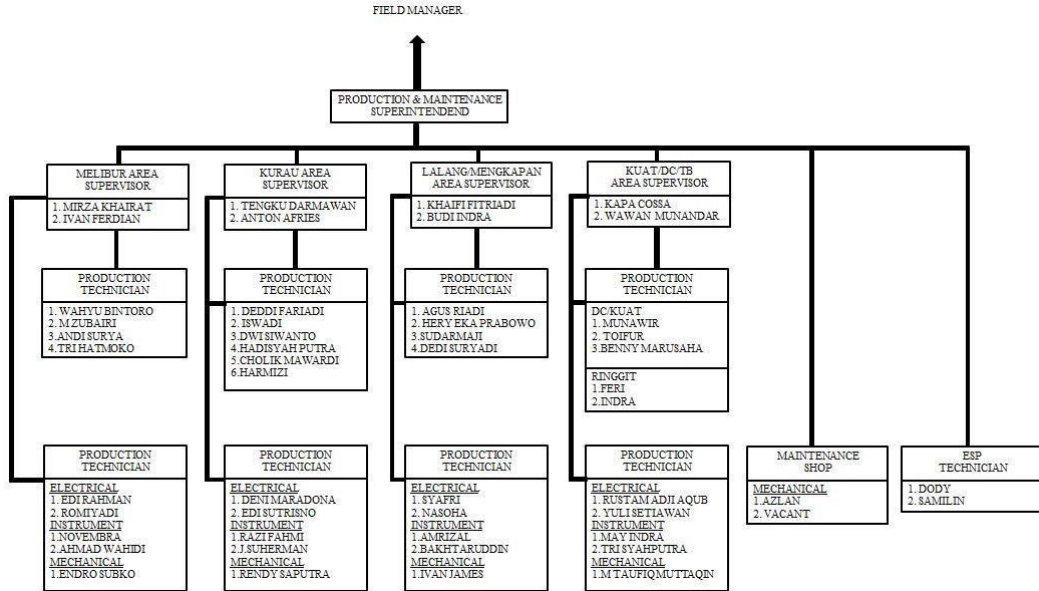 FIELD MANAGER
PRODUCTION & MAINTENANCE
SUPERINTENDEND
MELIBUR AREA
SUPERVISOR
1. MIRZA KHAIRAT
2. IVAN FERDIAN
KURAU AREA
SUPERVISOR
1. TENGKU DARMAWAN
2. ANTON AFRIES
LALANG/MENGKAPAN
AREA SUPERVISOR
1. KHAIFI FITRIADI
2. BUDI INDRA
KUAT/DC/TB
AREA SUPERVISOR
1. KAPA COSSA
2. WAWAN MUNANDAR
PRODUCTION
TECHNICIAN
1. WAHYU BINTORO
2. M ZUBAIRI
3. ANDI SURYA
4. TRI HATMOKO
PRODUCTION
TECHNICIAN
1. DEDDI FARIADI
2. ISWADI
3. DWI SIWANTO
4. HADISYAH PUTRA
5. CHOLIK MAWARDI
6. HARMIZI
PRODUCTION
TECHNICIAN
1. AGUS RIADI
2. HERY EKA PRABOWO
3. SUDARMAJI
4. DEDI SURYADI
PRODUCTION
TECHNICIAN
DC/KUAT
1. MUNAWIR
2. TOIFUR
3. BENNY MARUSAHA
RINGGIT
1. FERI
2. INDRA
PRODUCTION
TECHNICIAN
ELECTRICAL
1. EDI RAHMAN
2. ROMIYADI
INSTRUMENT
1. NOVEMBRA
2. AHMAD WAHIDI
MECHANICAL
1. ENDRO SUBKO
PRODUCTION
TECHNICIAN
ELECTRICAL
1. DENI MARADONA
2. EDI SUTRISNO
INSTRUMENT
1. RAZI FAHMI
2. J.SUHERMAN
MECHANICAL
1. RENDY SAPUTRA
PRODUCTION
TECHNICIAN
ELECTRICAL
1. SYAFRI
2. NASOHA
INSTRUMENT
1. AMRIZAL
2. BAKHTARUDDIN
MECHANICAL
1. IVAN JAMES
PRODUCTION
TECHNICIAN
ELECTRICAL
1. RUSTAM ADJI AQUB
2. YULI SETIAWAN
INSTRUMENT
1. MAY INDRA
2. TRI SYAHPUTRA
MECHANICAL
1. M TAUFIQ MUTTAQIN
MAINTENANCE
SHOP
MECHANICAL
1. AZLAN
2. VACANT
ESP
TECHNICIAN
1. DODY
2. SAMILIN